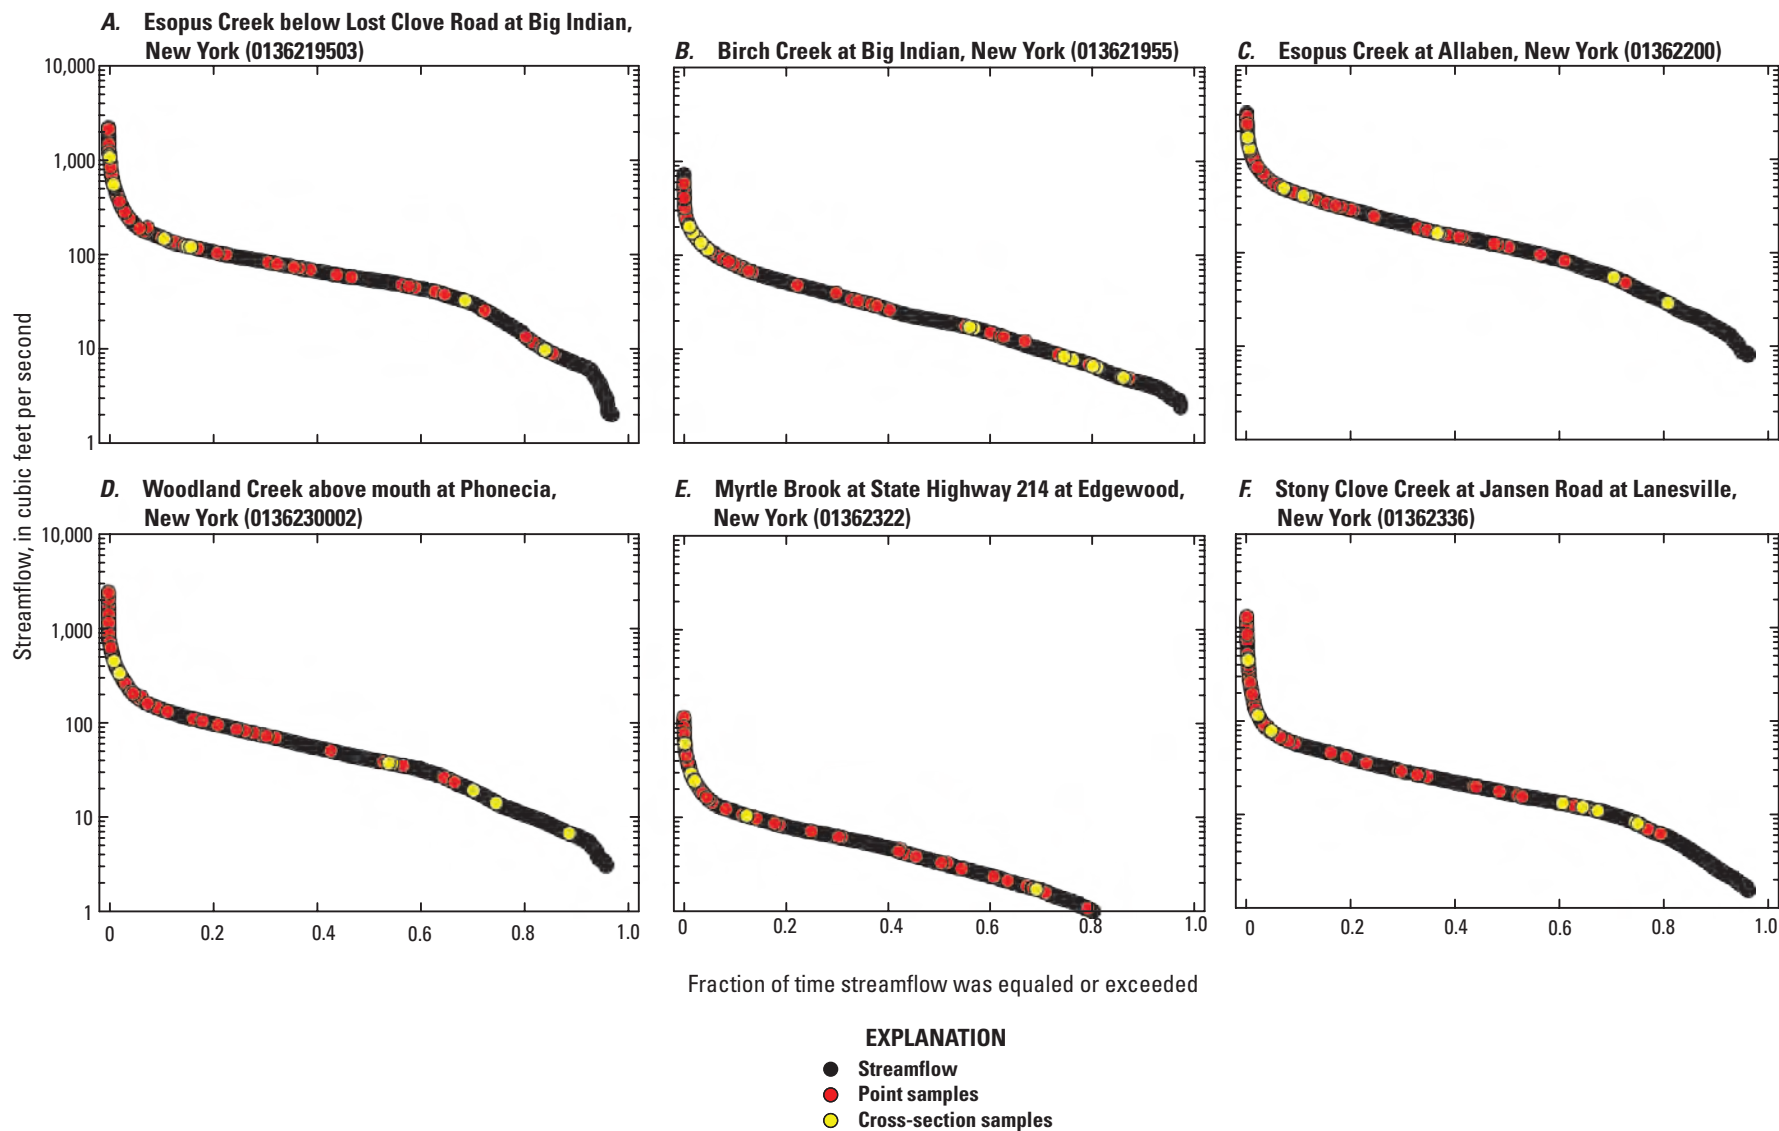 A. Esopus Creek below Lost Clove Road at Big Indian,
New York (0136219503)
B. Birch Creek at Big Indian, New York (013621955)
C. Esopus Creek at Allaben, New York (01362200)
10,000
1,000
100
10
1
D. Woodland Creek above mouth at Phonecia,
New York (0136230002)
E. Myrtle Brook at State Highway 214 at Edgewood,
New York (01362322)
F. Stony Clove Creek at Jansen Road at Lanesville,
New York (01362336)
10,000
1,000
100
10
1
0 0.2 0.4 0.6 0.8 1.0
0 0.2 0.4 0.6 0.8 1.0
0 0.2 0.4 0.6 0.8 1.0
Streamflow, in cubic feet per second
Fraction of time streamflow was equaled or exceeded
EXPLANATION
Streamflow
Point samples
Cross-section samples